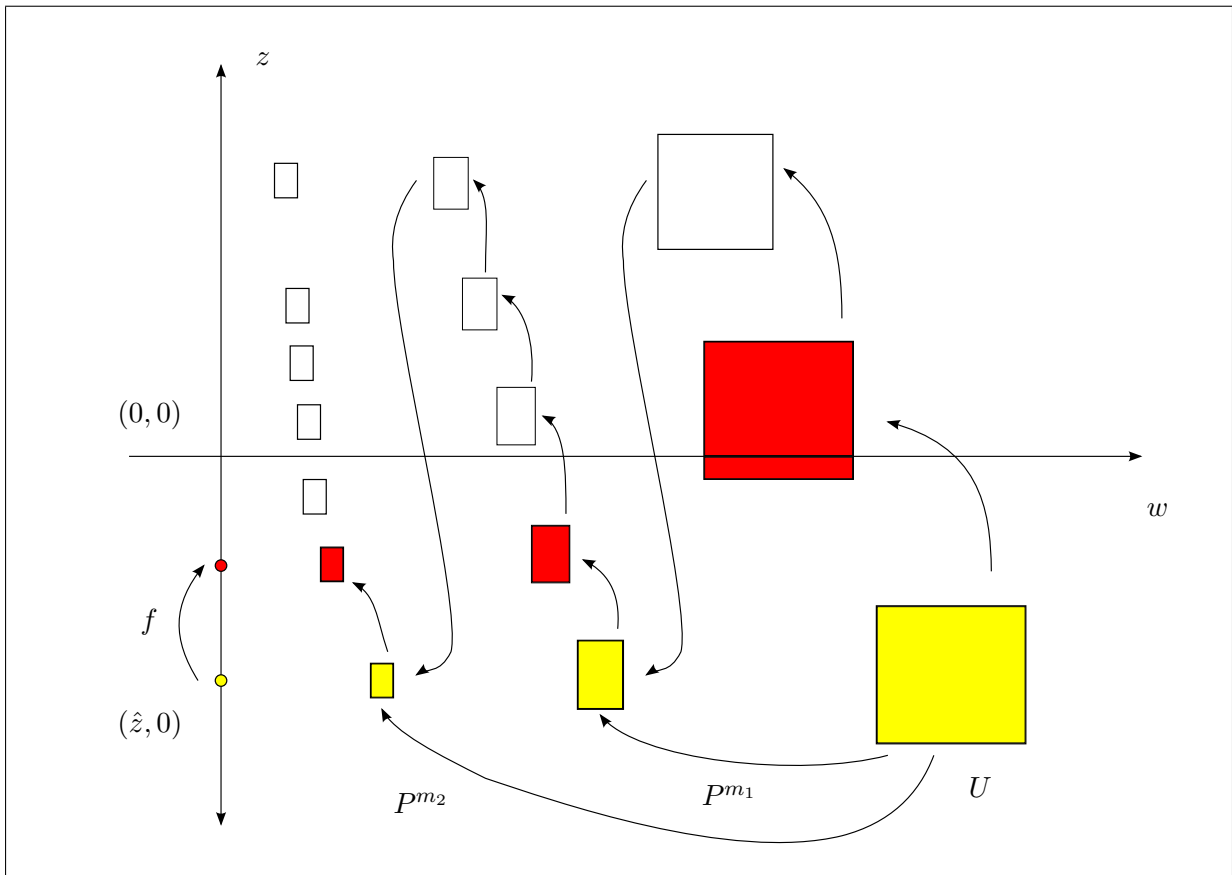 z
(0, 0)
w
f
(ẑ, 0)
P^{m_2}
P^{m_1}
U